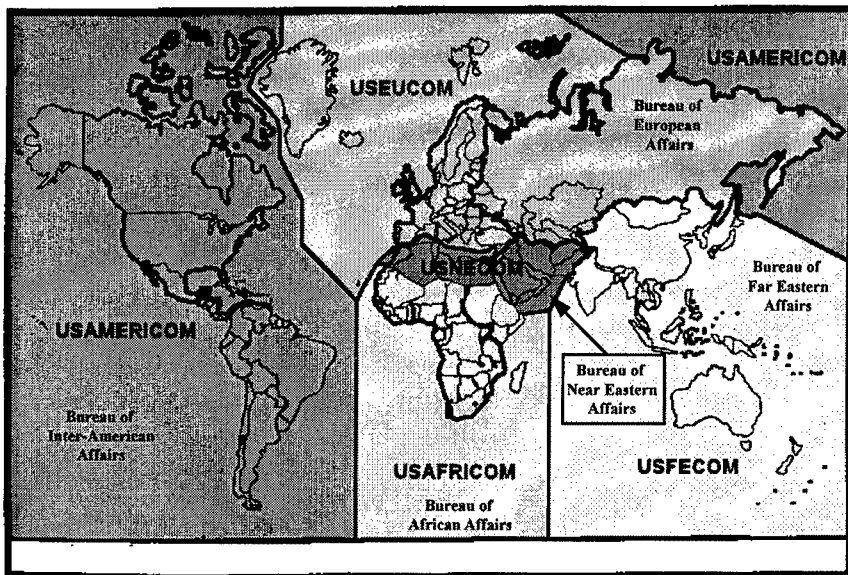 USAMERICOM
USEUCOM
Bureau of
European
Affairs
USNECOM
Bureau of
Far Eastern
Affairs
USAMERICOM
Bureau of
Near Eastern
Affairs
Bureau of
Inter-American
Affairs
USAFRICOM
USFECOM
Bureau of
African Affairs